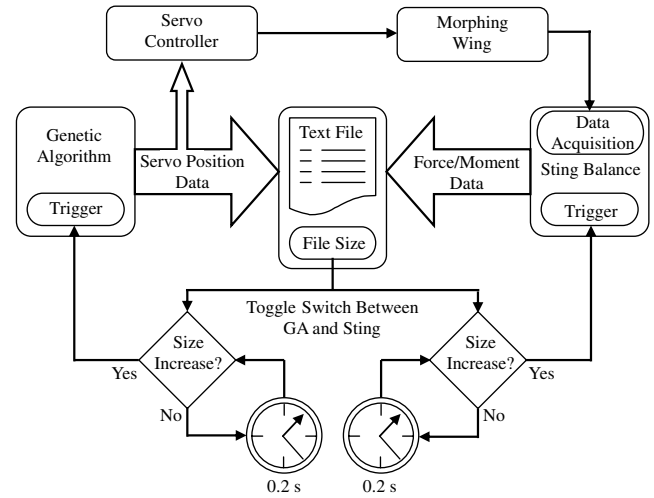 Servo
Controller
Morphing
Wing
Genetic
Algorithm
Trigger
Servo Position
Data
Text File
File Size
Force/Moment
Data
Data
Acquisition
Sting Balance
Trigger
Toggle Switch Between
GA and Sting
Size
Increase?
Yes
No
0.2 s
Size
Increase?
Yes
No
0.2 s